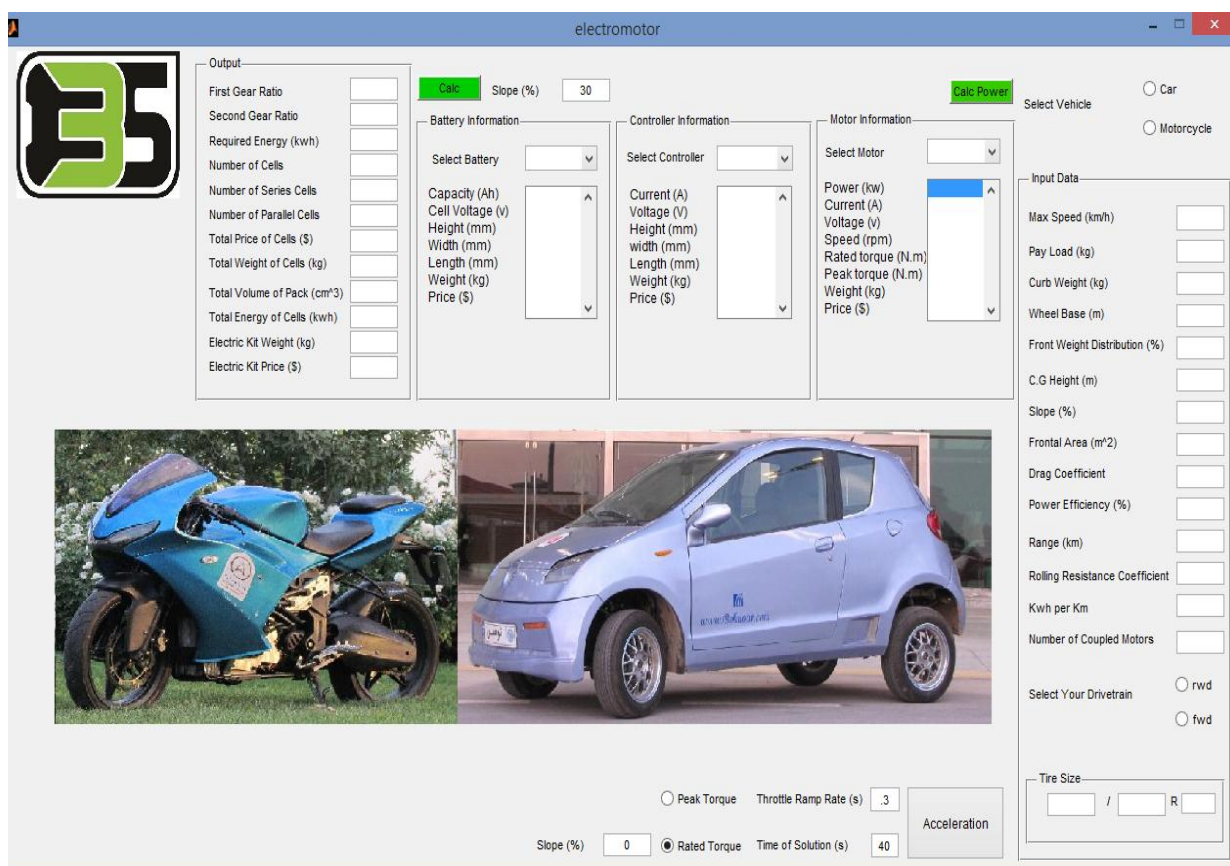 electromotor
Output
First Gear Ratio
Second Gear Ratio
Required Energy (kwh)
Number of Cells
Number of Series Cells
Number of Parallel Cells
Total Price of Cells ($)
Total Weight of Cells (kg)
Total Volume of Pack (cm^3)
Total Energy of Cells (kwh)
Electric Kit Weight (kg)
Electric Kit Price ($)
Calc Slope (%) 30
Battery Information
Select Battery
Capacity (Ah)
Cell Voltage (v)
Height (mm)
Width (mm)
Length (mm)
Weight (kg)
Price ($)
Controller Information
Select Controller
Current (A)
Voltage (V)
Height (mm)
width (mm)
Length (mm)
Weight (kg)
Price ($)
Calc Power
Motor Information
Select Motor
Power (kw)
Current (A)
Voltage (v)
Speed (rpm)
Rated torque (N.m)
Peak torque (N.m)
Weight (kg)
Price ($)
Select Vehicle
Car
Motorcycle
Input Data
Max Speed (km/h)
Pay Load (kg)
Curb Weight (kg)
Wheel Base (m)
Front Weight Distribution (%)
C.G Height (m)
Slope (%)
Frontal Area (m^2)
Drag Coefficient
Power Efficiency (%)
Range (km)
Rolling Resistance Coefficient
Kwh per Km
Number of Coupled Motors
Select Your Drivetrain
rwd
fwd
Tire Size
/ R
Peak Torque Throttle Ramp Rate (s) .3
Slope (%) 0 Rated Torque Time of Solution (s) 40
Acceleration